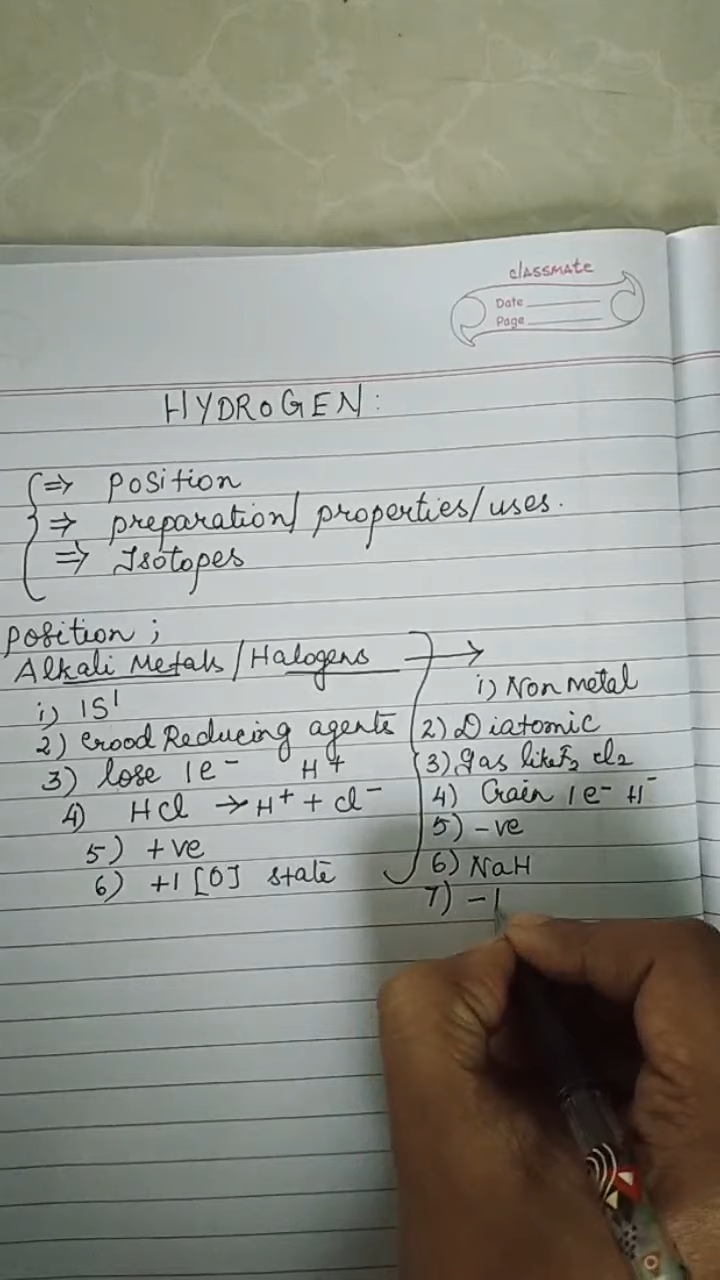 classmate
Date
Page
HYDROGEN:
⇒ position
⇒ preparation/ properties/uses.
⇒ Isotopes
position ;
Alkali Metals / Halogens →
i) 1S¹
2) Good Reducing agents
3) lose 1e⁻ H⁺
4) HCl → H⁺ + cl⁻
5) +ve
6) +1 [O] state
i) Non metal
2) Diatomic
3) gas like F₂ cl₂
4) Gain 1e⁻ H⁻
5) -ve
6) NaH
7) -1